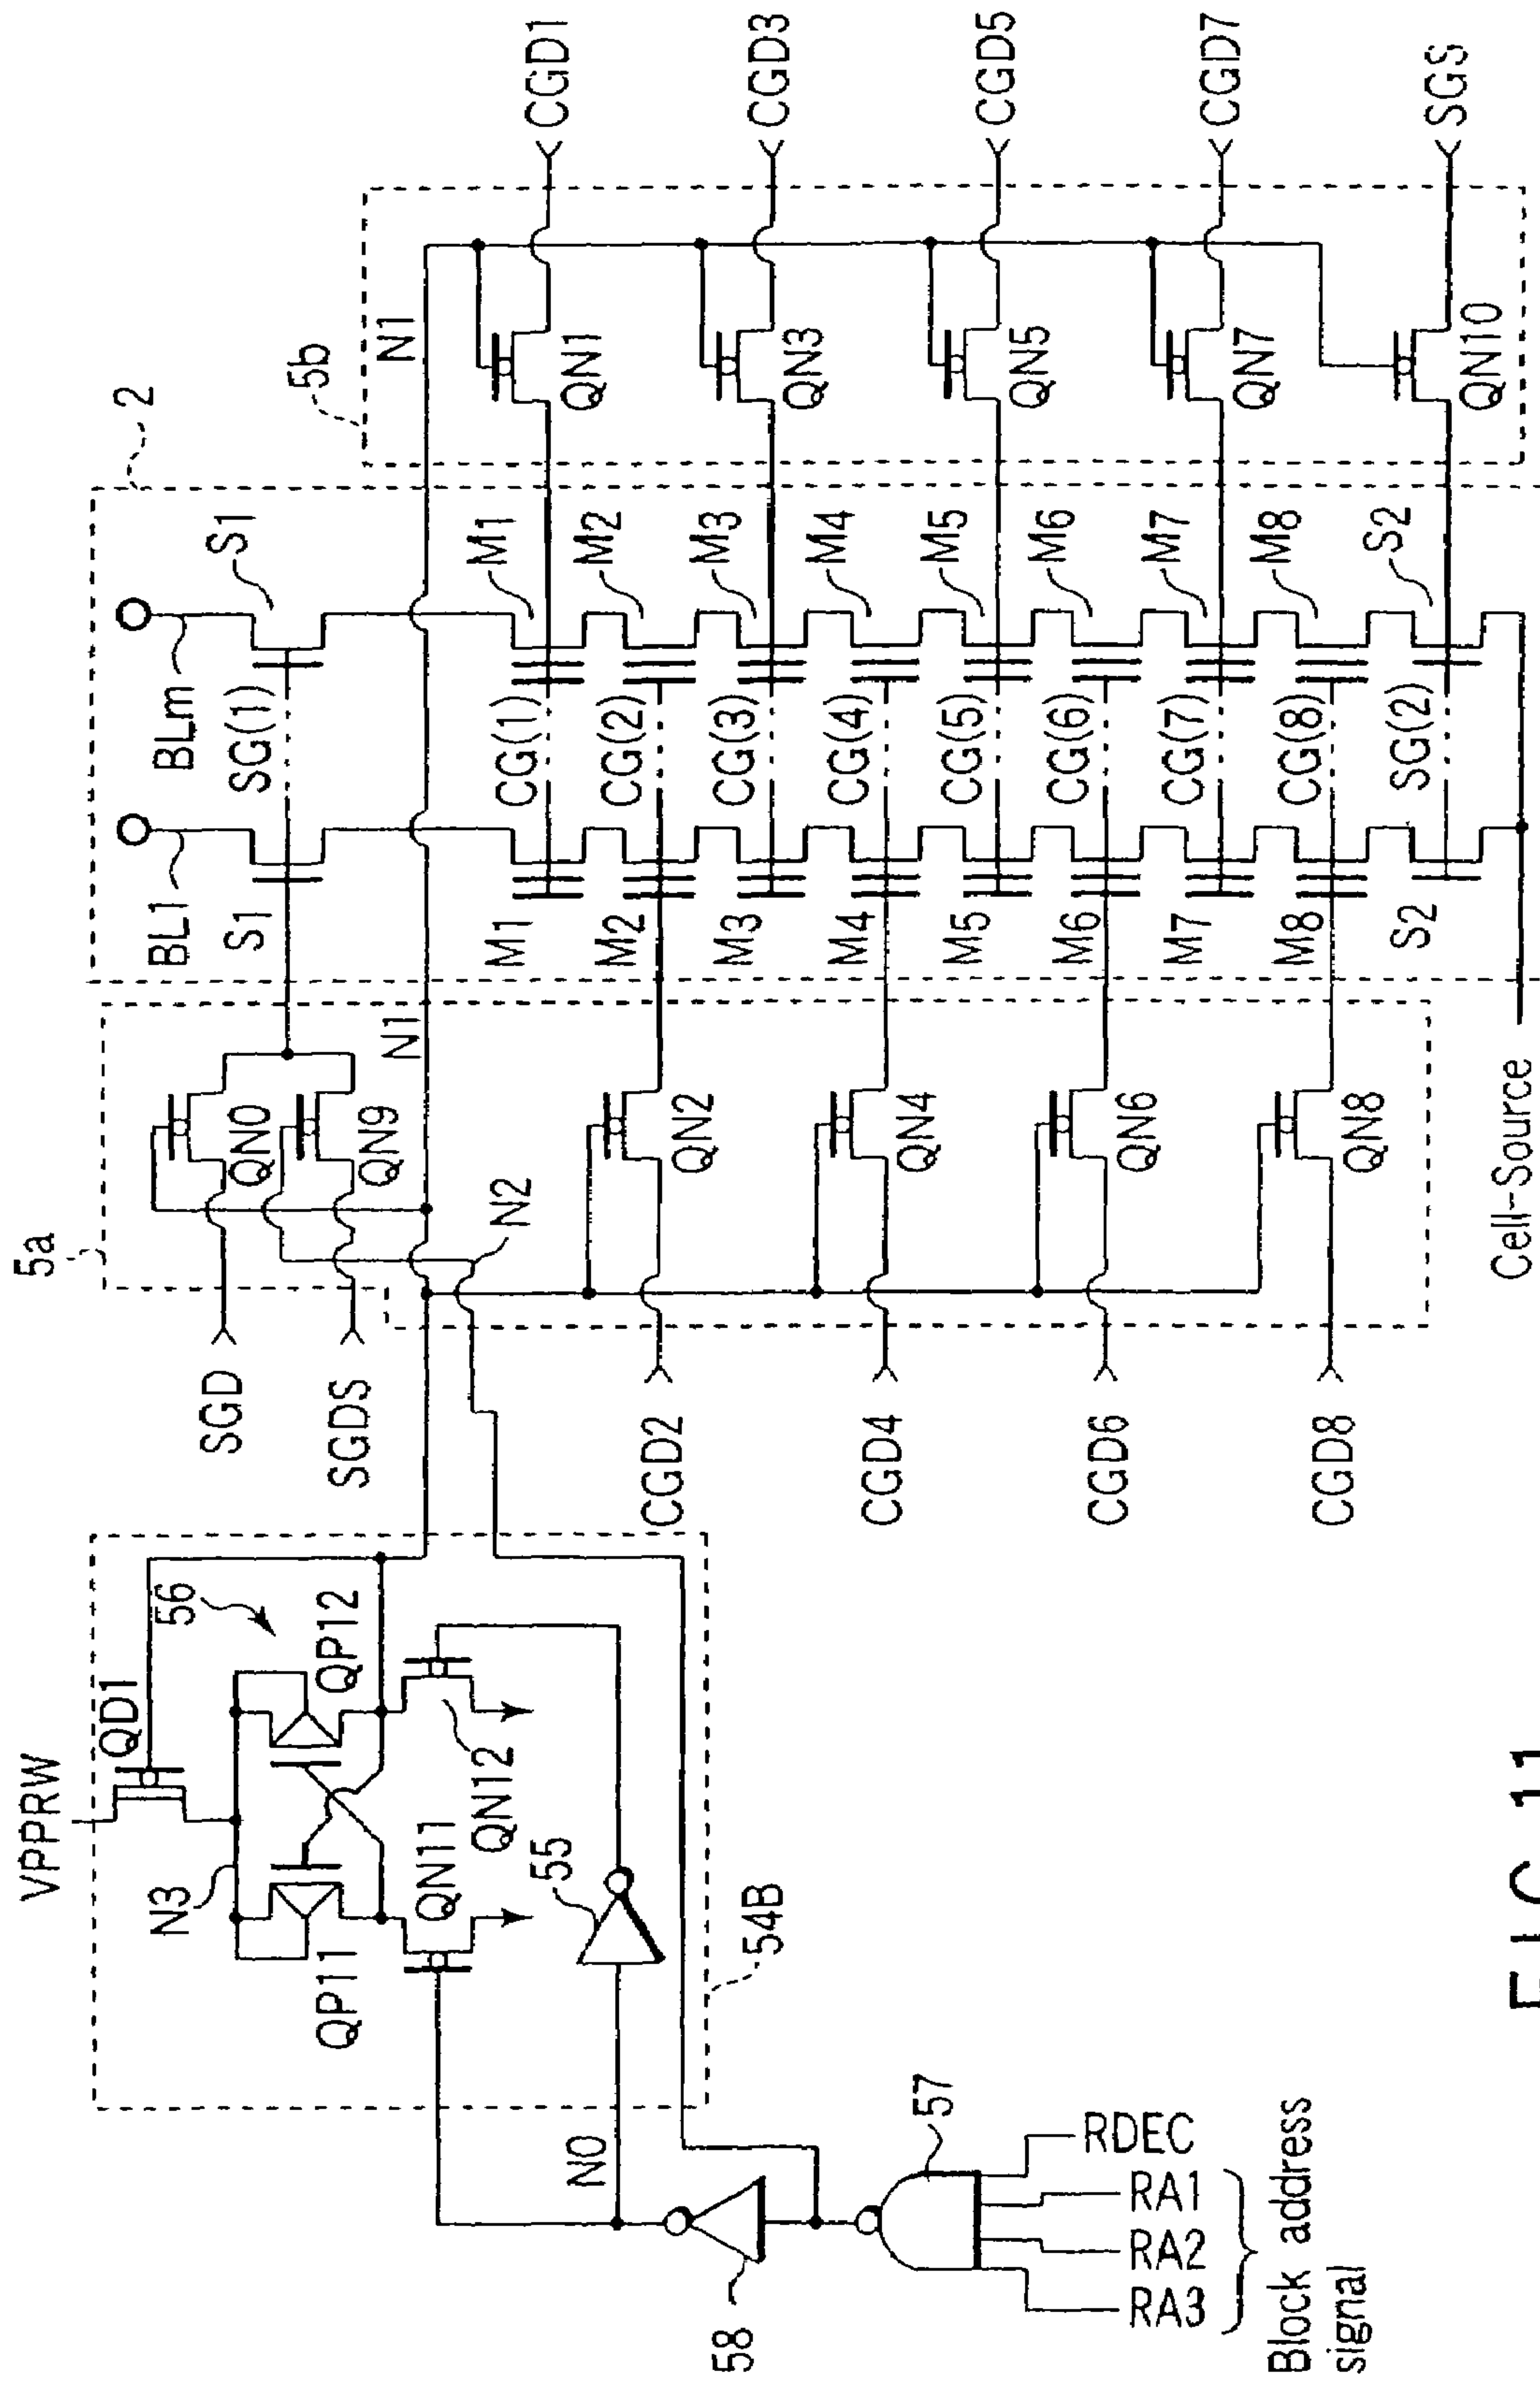 VPPRW
QD1
56
N3
QP11
QP12
QN11
QN12
55
54B
N0
58
57
RDEC
RA1
RA2
RA3
Block address
signal
5a
SGD
SGDS
QN0
QN9
N1
N2
CGD2
QN2
CGD4
QN4
CGD6
QN6
CGD8
QN8
Cell-Source
2
BL1
BLm
S1
SG(1)
S1
M1
CG(1)
M1
M2
CG(2)
M2
M3
CG(3)
M3
M4
CG(4)
M4
M5
CG(5)
M5
M6
CG(6)
M6
M7
CG(7)
M7
M8
CG(8)
M8
S2
SG(2)
S2
5b
N1
QN1
CGD1
QN3
CGD3
QN5
CGD5
QN7
CGD7
QN10
SGS
FIG. 11